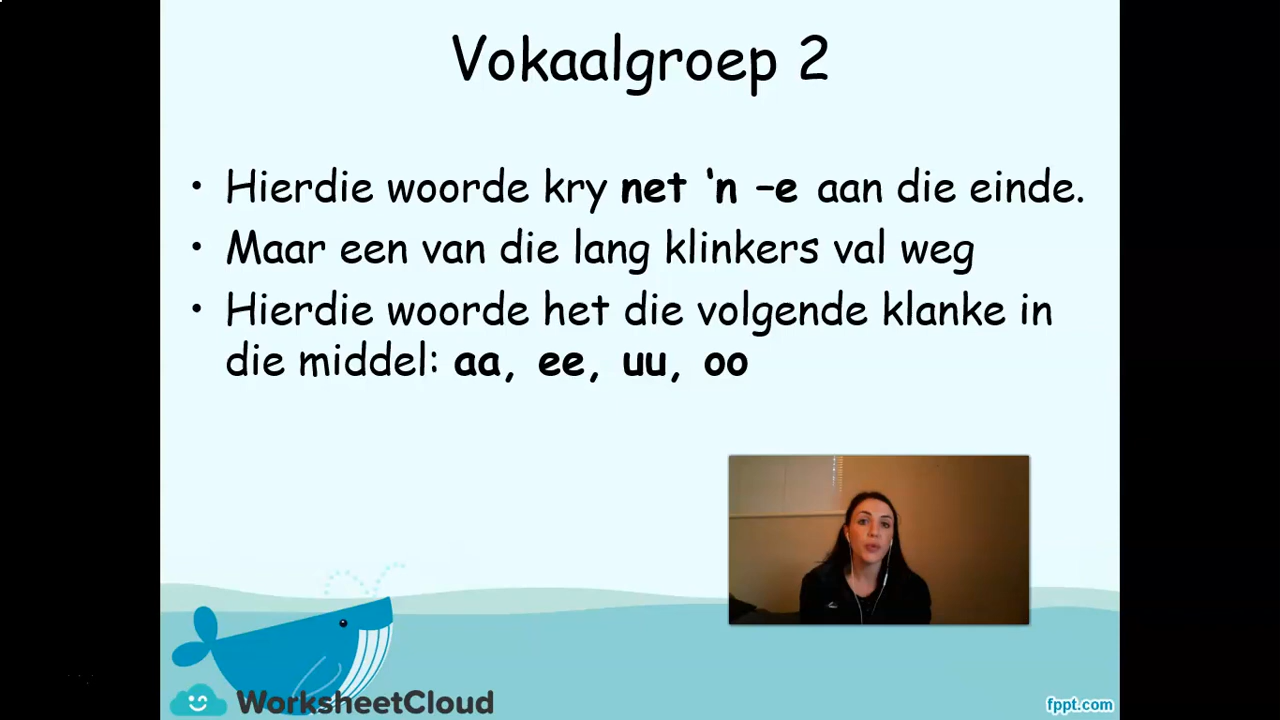 Vokaalgroep 2
• Hierdie woorde kry net ‘n –e aan die einde.
• Maar een van die lang klinkers val weg
• Hierdie woorde het die volgende klanke in
die middel: aa, ee, uu, oo
WorksheetCloud
fppt.com